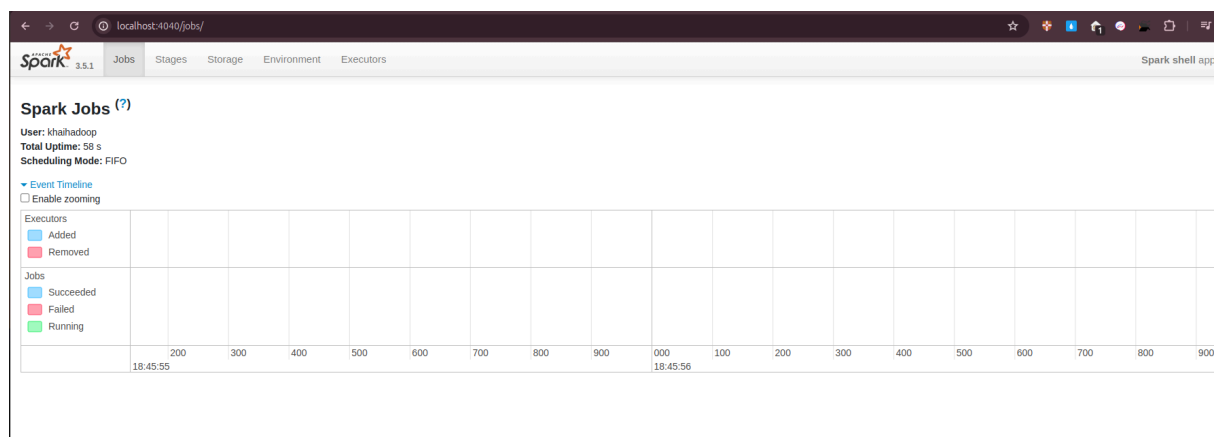 localhost:4040/jobs/
1
APACHE
Spark 3.5.1 Jobs Stages Storage Environment Executors Spark shell app
Spark Jobs (?)
User: khaihadoop
Total Uptime: 58 s
Scheduling Mode: FIFO
Event Timeline
Enable zooming
Executors
Added
Removed
Jobs
Succeeded
Failed
Running
200 300 400 500 600 700 800 900 000 100 200 300 400 500 600 700 800 900
18:45:55 18:45:56